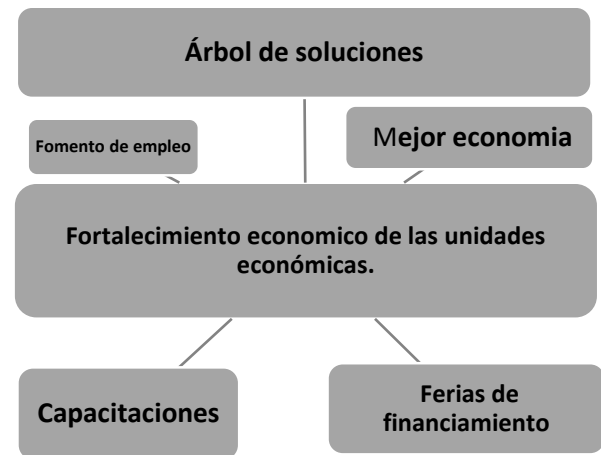 Árbol de soluciones
Fomento de empleo
Mejor economia
Fortalecimiento economico de las unidades
económicas.
Capacitaciones
Ferias de
financiamiento